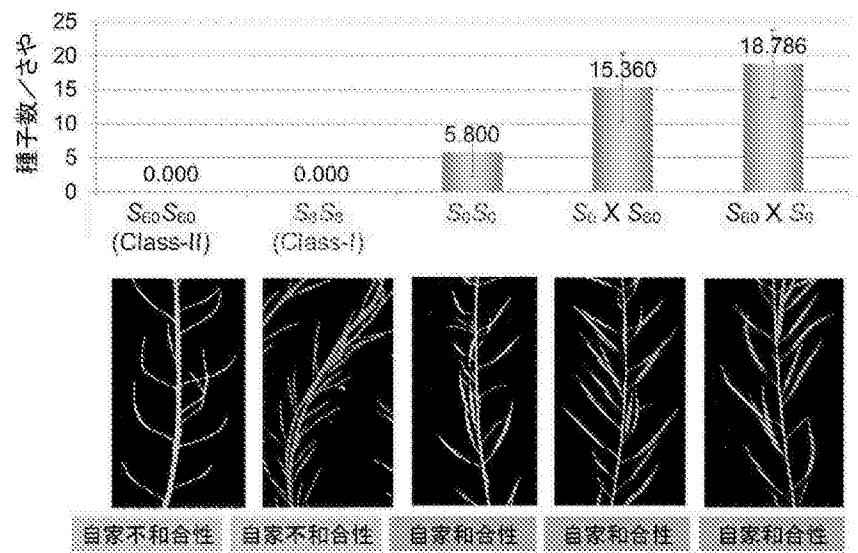 種子数／さや
25
20
15
10
5
0
0.000
0.000
5.800
15.360
18.786
S60S60
(Class-II)
(Class-I)
X
X
自家不和合性
自家不和合性
自家和合性
自家和合性
自家和合性